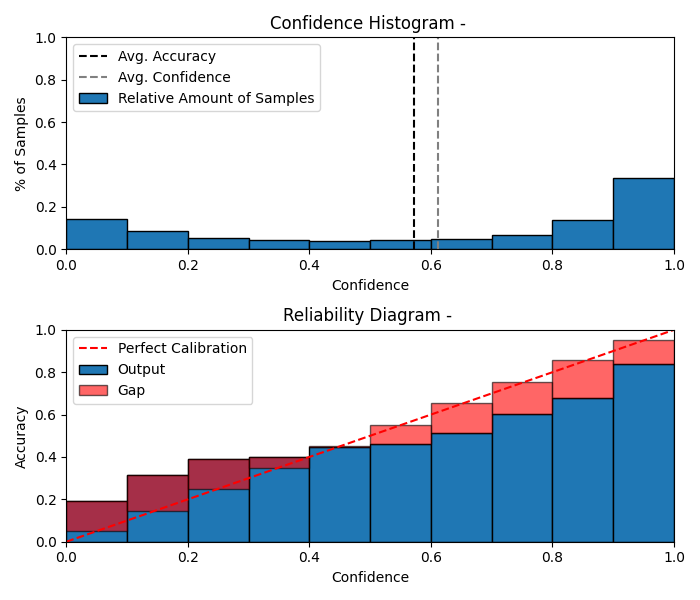 Confidence Histogram -
1.0
0.8
0.6
0.4
0.2
0.0
% of Samples
Avg. Accuracy
Avg. Confidence
Relative Amount of Samples
0.0 0.2 0.4 0.6 0.8 1.0
Confidence
Reliability Diagram -
1.0
0.8
0.6
0.4
0.2
0.0
Accuracy
Perfect Calibration
Output
Gap
0.0 0.2 0.4 0.6 0.8 1.0
Confidence